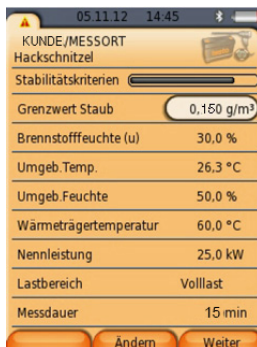 05.11.12 14:45
KUNDE/MESSORT
Hackschnitzel
Stabilitätskriterien
Grenzwert Staub 0,150 g/m³
Brennstofffeuchte (u) 30,0 %
Umgeb.Temp. 26,3 °C
Umgeb.Feuchte 50,0 %
Wärmeträgertemperatur 60,0 °C
Nennleistung 25,0 kW
Lastbereich Volllast
Messdauer 15 min
Ändern Weiter